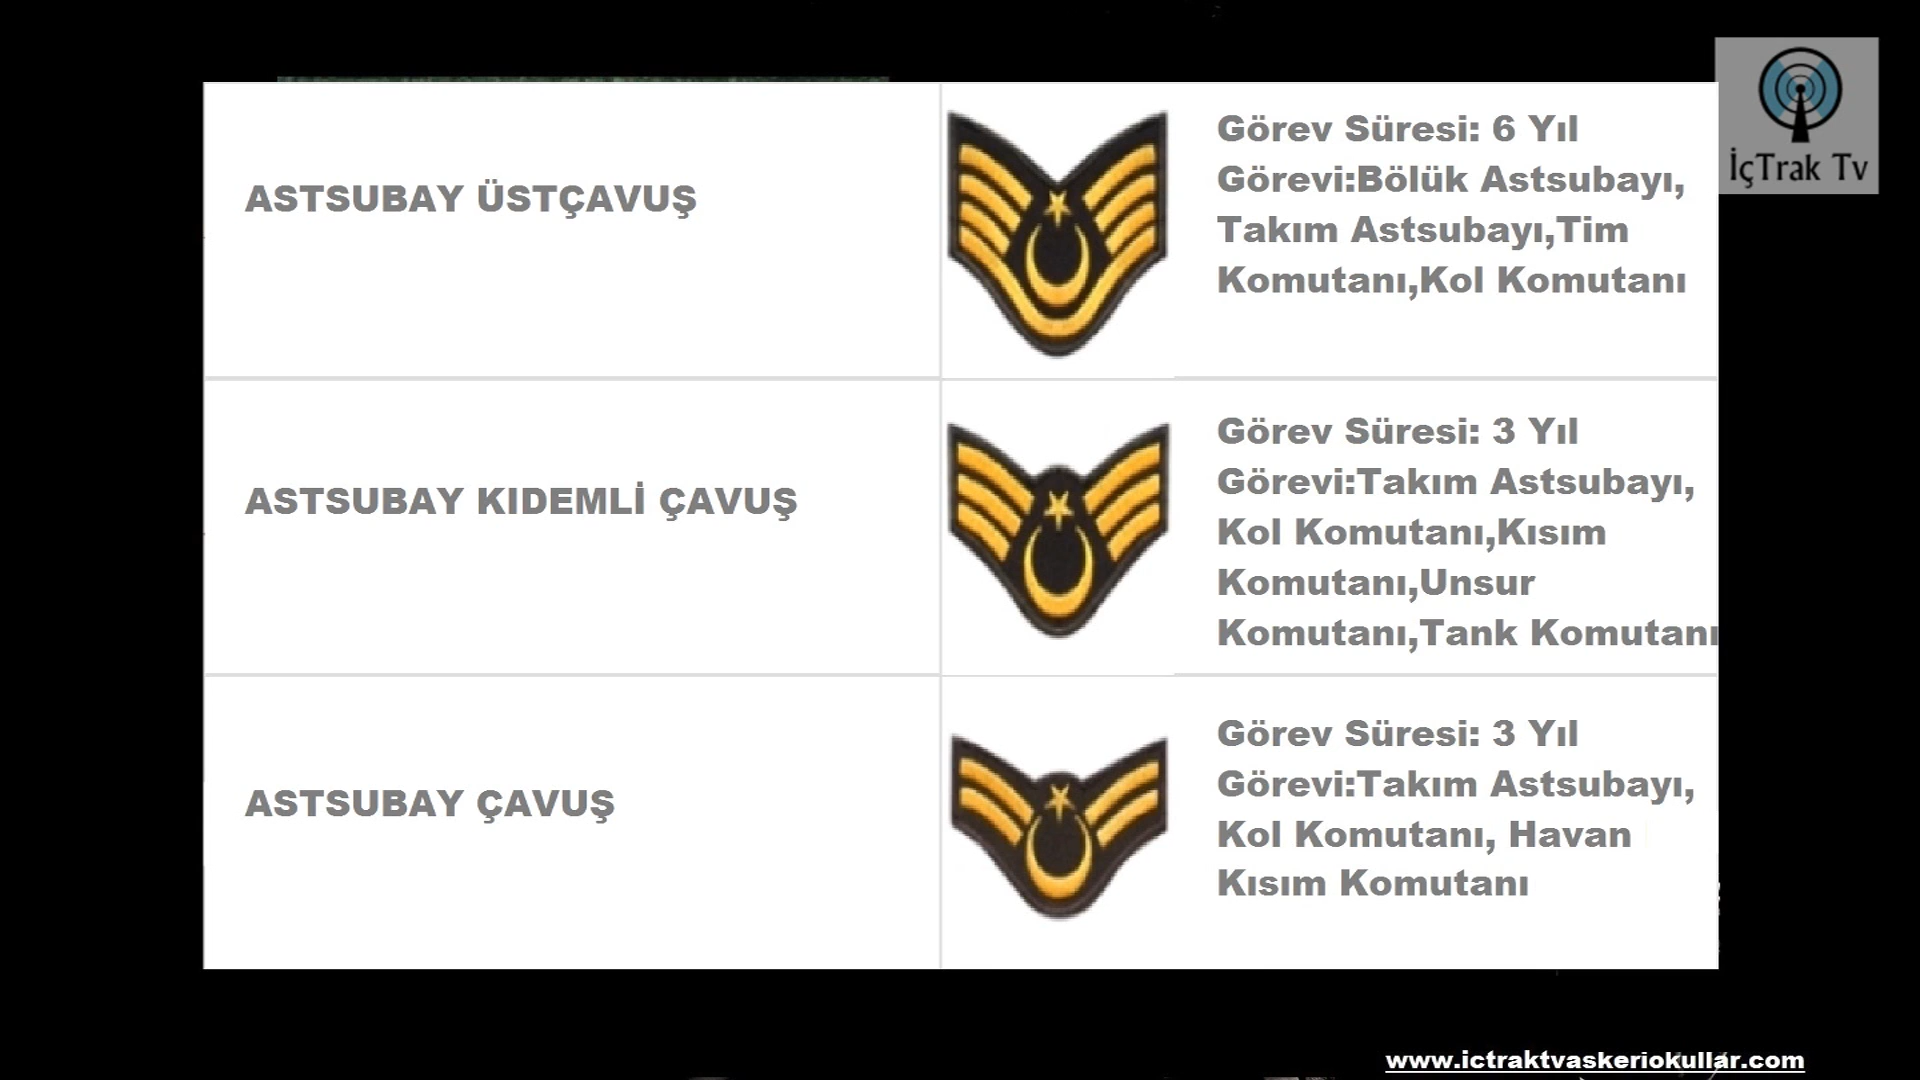 İçTrak Tv
ASTSUBAY ÜSTÇAVUŞ
Görev Süresi: 6 Yıl
Görevi:Bölük Astsubayı,
Takım Astsubayı,Tim
Komutanı,Kol Komutanı
ASTSUBAY KIDEMLİ ÇAVUŞ
Görev Süresi: 3 Yıl
Görevi:Takım Astsubayı,
Kol Komutanı,Kısım
Komutanı,Unsur
Komutanı,Tank Komutanı
ASTSUBAY ÇAVUŞ
Görev Süresi: 3 Yıl
Görevi:Takım Astsubayı,
Kol Komutanı, Havan
Kısım Komutanı
www.ictraktvaskeriokullar.com